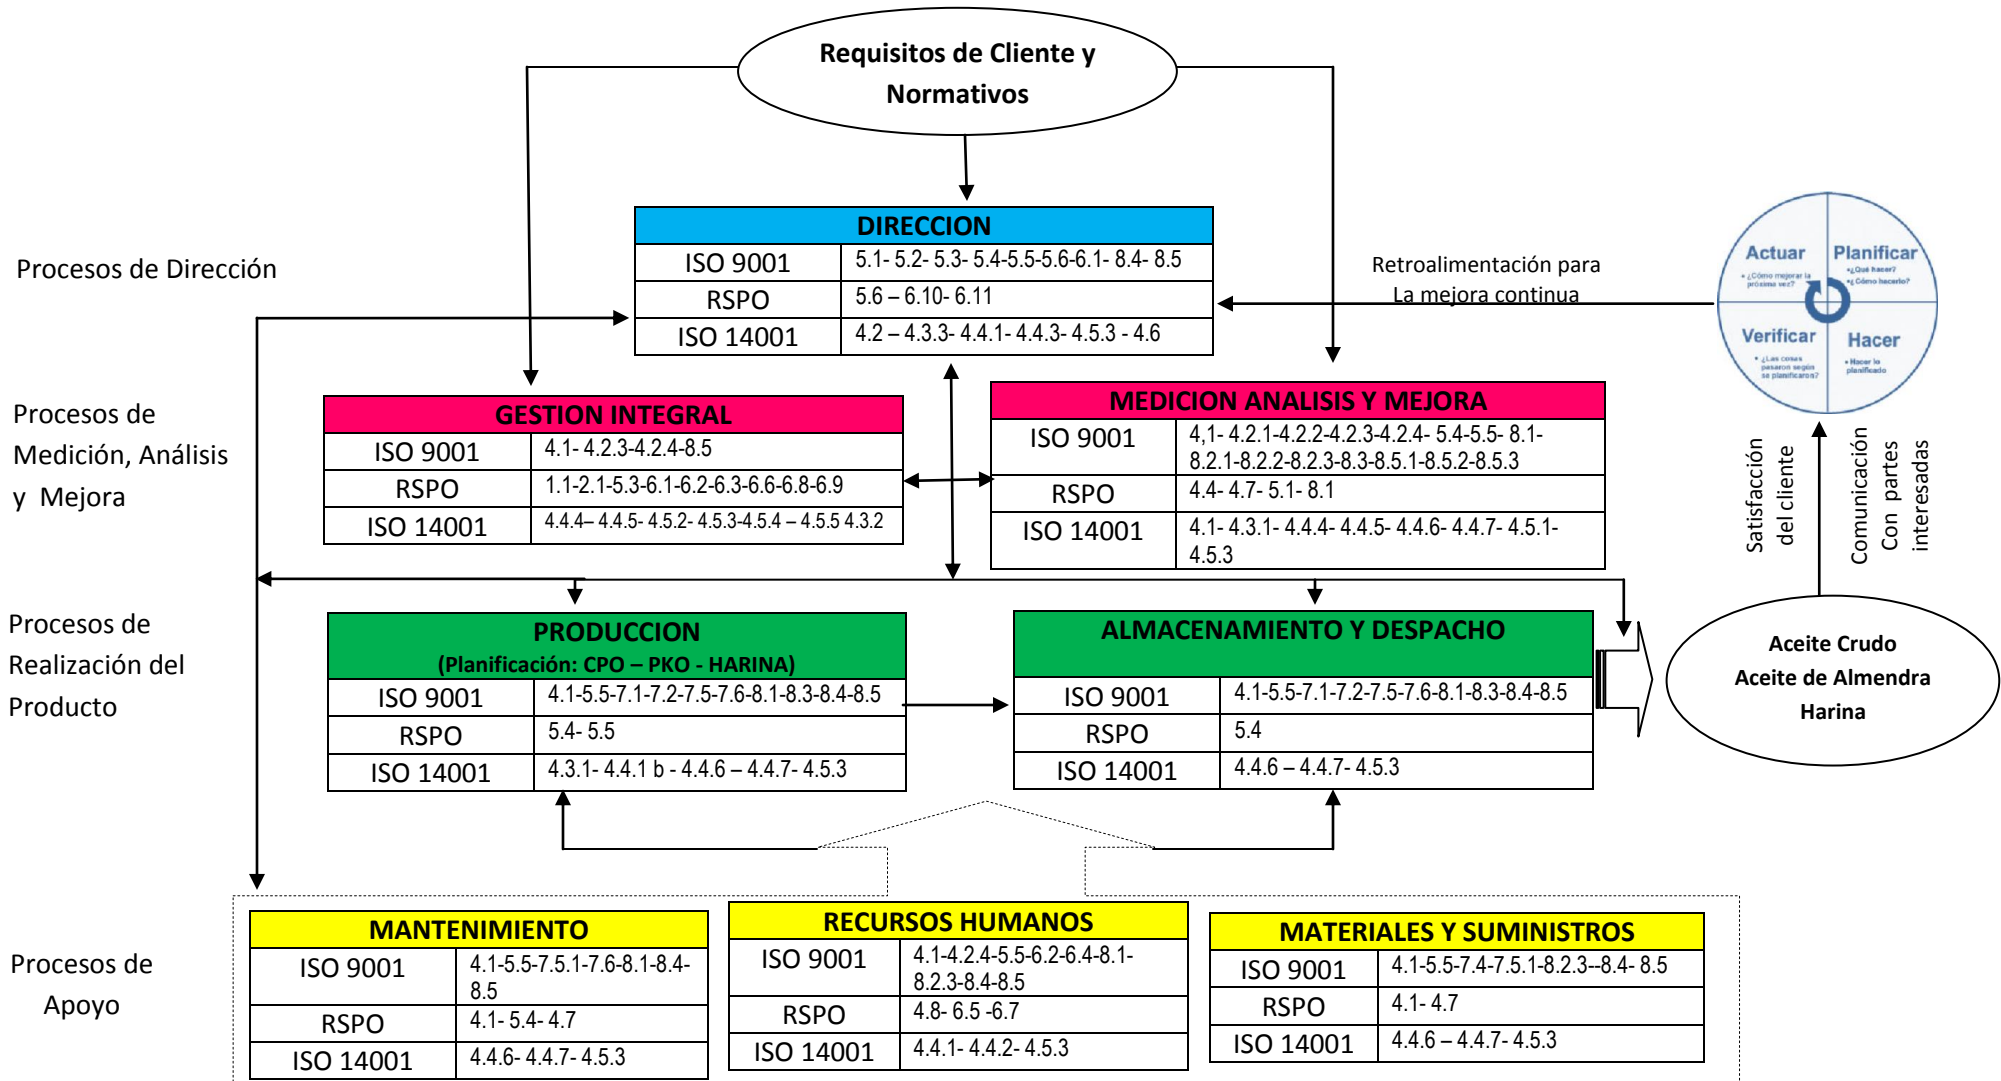 Requisitos de Cliente y
Normativos
Procesos de Dirección
DIRECCION
ISO 9001 5.1- 5.2- 5.3- 5.4-5.5-5.6-6.1- 8.4- 8.5
RSPO 5.6 – 6.10- 6.11
ISO 14001 4.2 – 4.3.3- 4.4.1- 4.4.3- 4.5.3 - 4.6
Retroalimentación para
La mejora continua
Actuar
• ¿Cómo mejorar la
próxima vez?
Planificar
•¿Qué hacer?
•¿Cómo hacerlo?
Verificar
• ¿Las cosas
pasaron según
se planificaron?
Hacer
• Hacer lo
planificado
Procesos de
Medición, Análisis
y Mejora
GESTION INTEGRAL
ISO 9001 4.1- 4.2.3-4.2.4-8.5
RSPO 1.1-2.1-5.3-6.1-6.2-6.3-6.6-6.8-6.9
ISO 14001 4.4.4– 4.4.5- 4.5.2- 4.5.3-4.5.4 – 4.5.5 4.3.2
MEDICION ANALISIS Y MEJORA
ISO 9001 4,1- 4.2.1-4.2.2-4.2.3-4.2.4- 5.4-5.5- 8.1-
8.2.1-8.2.2-8.2.3-8.3-8.5.1-8.5.2-8.5.3
RSPO 4.4- 4.7- 5.1- 8.1
ISO 14001 4.1- 4.3.1- 4.4.4- 4.4.5- 4.4.6- 4.4.7- 4.5.1-
4.5.3
Satisfacción
del cliente
Comunicación
Con partes
interesadas
Procesos de
Realización del
Producto
PRODUCCION
(Planificación: CPO – PKO - HARINA)
ISO 9001 4.1-5.5-7.1-7.2-7.5-7.6-8.1-8.3-8.4-8.5
RSPO 5.4- 5.5
ISO 14001 4.3.1- 4.4.1 b - 4.4.6 – 4.4.7- 4.5.3
ALMACENAMIENTO Y DESPACHO
ISO 9001 4.1-5.5-7.1-7.2-7.5-7.6-8.1-8.3-8.4-8.5
RSPO 5.4
ISO 14001 4.4.6 – 4.4.7- 4.5.3
Aceite Crudo
Aceite de Almendra
Harina
Procesos de
Apoyo
MANTENIMIENTO
ISO 9001 4.1-5.5-7.5.1-7.6-8.1-8.4-
8.5
RSPO 4.1- 5.4- 4.7
ISO 14001 4.4.6- 4.4.7- 4.5.3
RECURSOS HUMANOS
ISO 9001 4.1-4.2.4-5.5-6.2-6.4-8.1-
8.2.3-8.4-8.5
RSPO 4.8- 6.5 -6.7
ISO 14001 4.4.1- 4.4.2- 4.5.3
MATERIALES Y SUMINISTROS
ISO 9001 4.1-5.5-7.4-7.5.1-8.2.3--8.4- 8.5
RSPO 4.1- 4.7
ISO 14001 4.4.6 – 4.4.7- 4.5.3